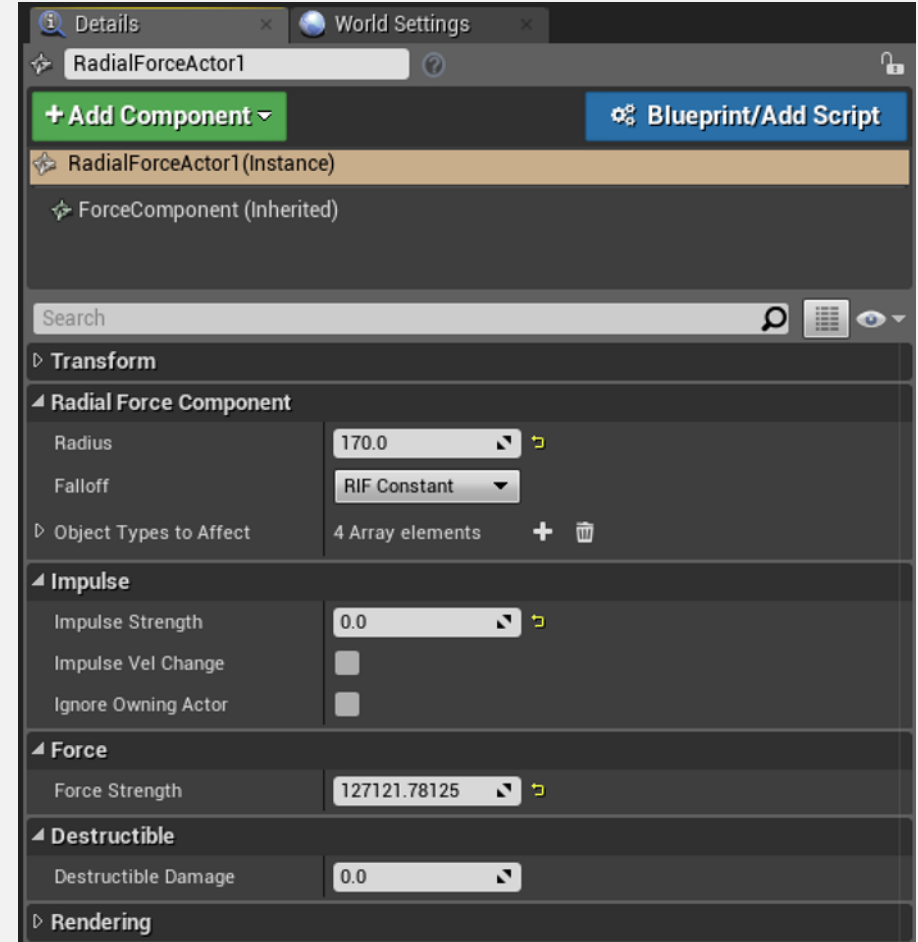 Details
World Settings
RadialForceActor1
+ Add Component
Blueprint/Add Script
RadialForceActor1(Instance)
ForceComponent (Inherited)
Search
Transform
Radial Force Component
Radius 170.0
Falloff RIF Constant
Object Types to Affect 4 Array elements
Impulse
Impulse Strength 0.0
Impulse Vel Change
Ignore Owning Actor
Force
Force Strength 127121.78125
Destructible
Destructible Damage 0.0
Rendering